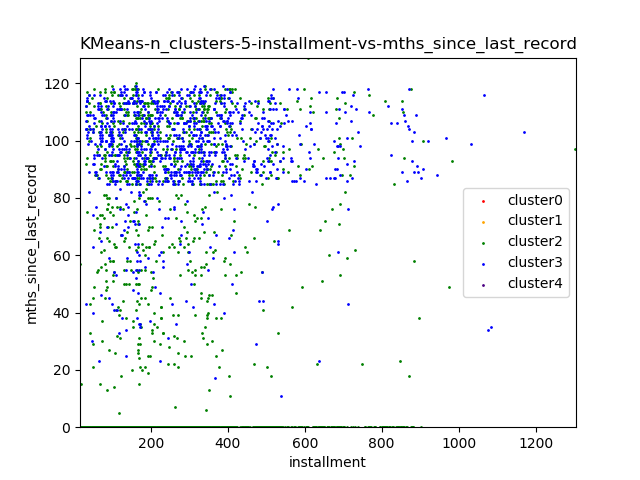 KMeans-n_clusters-5-installment-vs-mths_since_last_record
120
100
80
60
40
20
0
mths_since_last_record
cluster0
cluster1
cluster2
cluster3
cluster4
200 400 600 800 1000 1200
installment